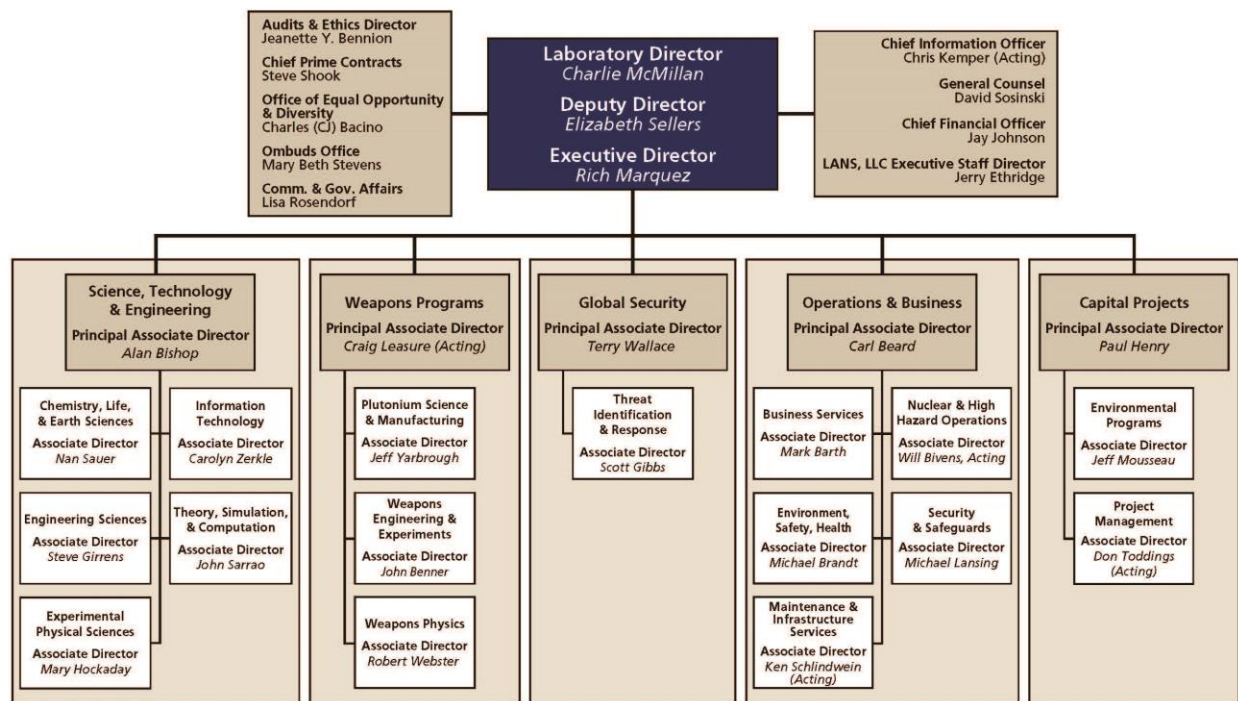 Audits & Ethics Director
Jeanette Y. Bennion
Chief Prime Contracts
Steve Shook
Office of Equal Opportunity
& Diversity
Charles (CJ) Bacino
Ombuds Office
Mary Beth Stevens
Comm. & Gov. Affairs
Lisa Rosendorf
Laboratory Director
Charlie McMillan
Deputy Director
Elizabeth Sellers
Executive Director
Rich Marquez
Chief Information Officer
Chris Kemper (Acting)
General Counsel
David Sosinski
Chief Financial Officer
Jay Johnson
LANS, LLC Executive Staff Director
Jerry Ethridge
Science, Technology
& Engineering
Principal Associate Director
Alan Bishop
Chemistry, Life,
& Earth Sciences
Associate Director
Nan Sauer
Information
Technology
Associate Director
Carolyn Zerkle
Engineering Sciences
Associate Director
Steve Girrens
Theory, Simulation,
& Computation
Associate Director
John Sarrao
Experimental
Physical Sciences
Associate Director
Mary Hockaday
Weapons Programs
Principal Associate Director
Craig Leasure (Acting)
Plutonium Science
& Manufacturing
Associate Director
Jeff Yarbrough
Weapons
Engineering &
Experiments
Associate Director
John Benner
Weapons Physics
Associate Director
Robert Webster
Global Security
Principal Associate Director
Terry Wallace
Threat
Identification
& Response
Associate Director
Scott Gibbs
Operations & Business
Principal Associate Director
Carl Beard
Business Services
Associate Director
Mark Barth
Nuclear & High
Hazard Operations
Associate Director
Will Bivens, Acting
Environment,
Safety, Health
Associate Director
Michael Brandt
Security
& Safeguards
Associate Director
Michael Lansing
Maintenance &
Infrastructure
Services
Associate Director
Ken Schlindwein
(Acting)
Capital Projects
Principal Associate Director
Paul Henry
Environmental
Programs
Associate Director
Jeff Mousseau
Project
Management
Associate Director
Don Toddings
(Acting)